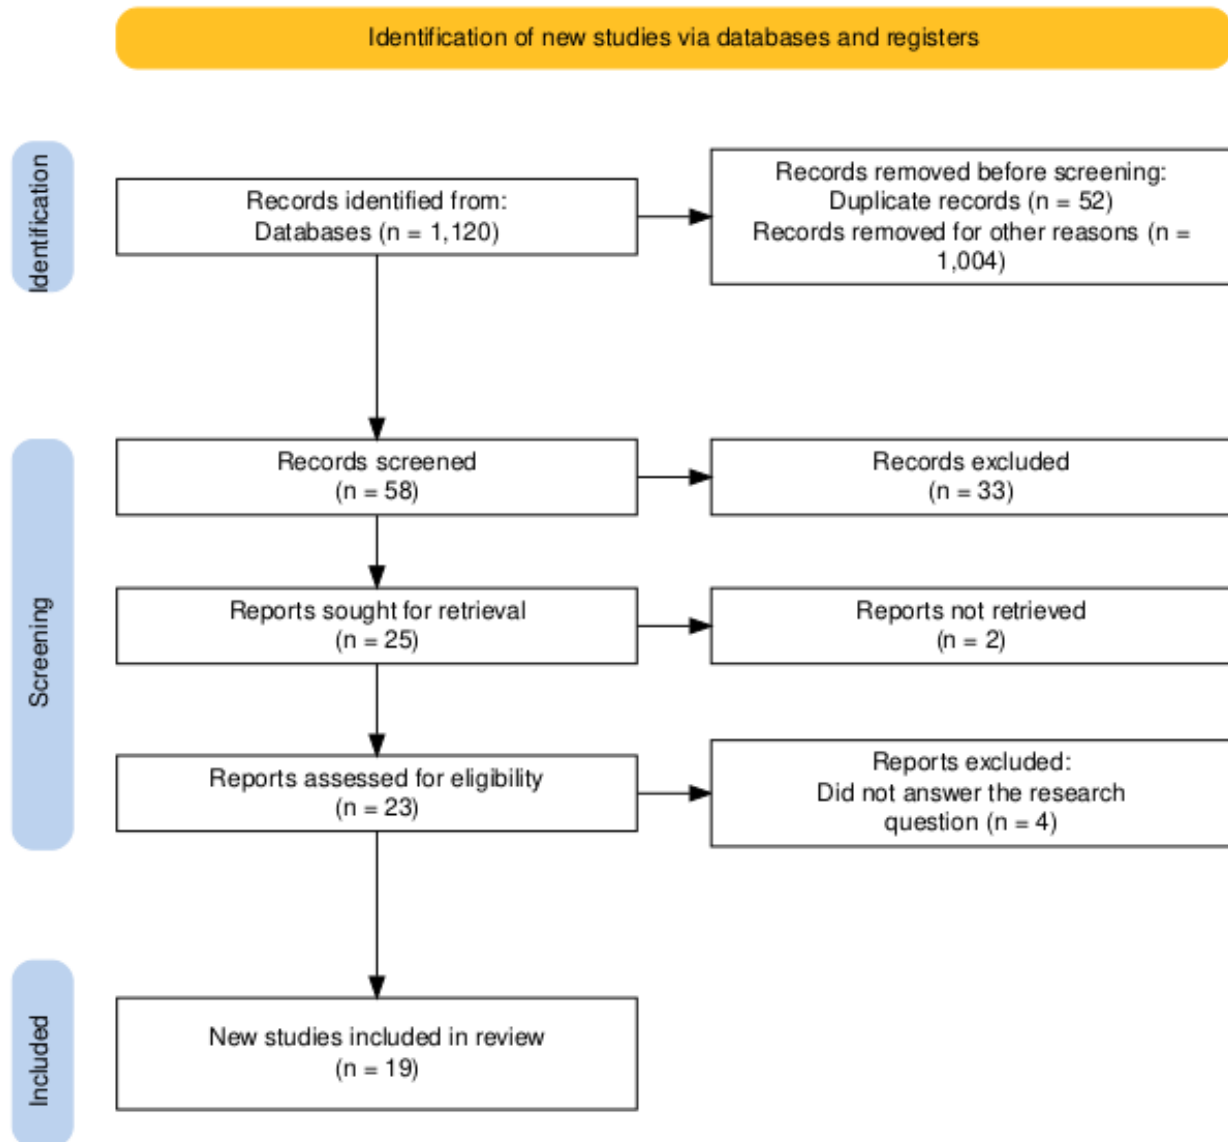 Identification of new studies via databases and registers
Identification
Records identified from:
Databases (n = 1,120)
Records removed before screening:
Duplicate records (n = 52)
Records removed for other reasons (n =
1,004)
Screening
Records screened
(n = 58)
Records excluded
(n = 33)
Reports sought for retrieval
(n = 25)
Reports not retrieved
(n = 2)
Reports assessed for eligibility
(n = 23)
Reports excluded:
Did not answer the research
question (n = 4)
Included
New studies included in review
(n = 19)